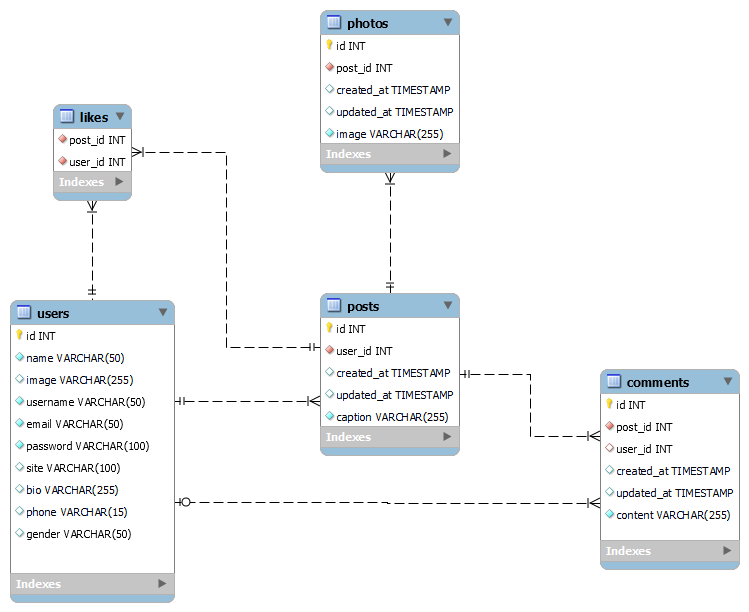 photos
id INT
post_id INT
created_at TIMESTAMP
updated_at TIMESTAMP
image VARCHAR(255)
Indexes
likes
post_id INT
user_id INT
Indexes
users
id INT
name VARCHAR(50)
image VARCHAR(255)
username VARCHAR(50)
email VARCHAR(50)
password VARCHAR(100)
site VARCHAR(100)
bio VARCHAR(255)
phone VARCHAR(15)
gender VARCHAR(50)
Indexes
posts
id INT
user_id INT
created_at TIMESTAMP
updated_at TIMESTAMP
caption VARCHAR(255)
Indexes
comments
id INT
post_id INT
user_id INT
created_at TIMESTAMP
updated_at TIMESTAMP
content VARCHAR(255)
Indexes